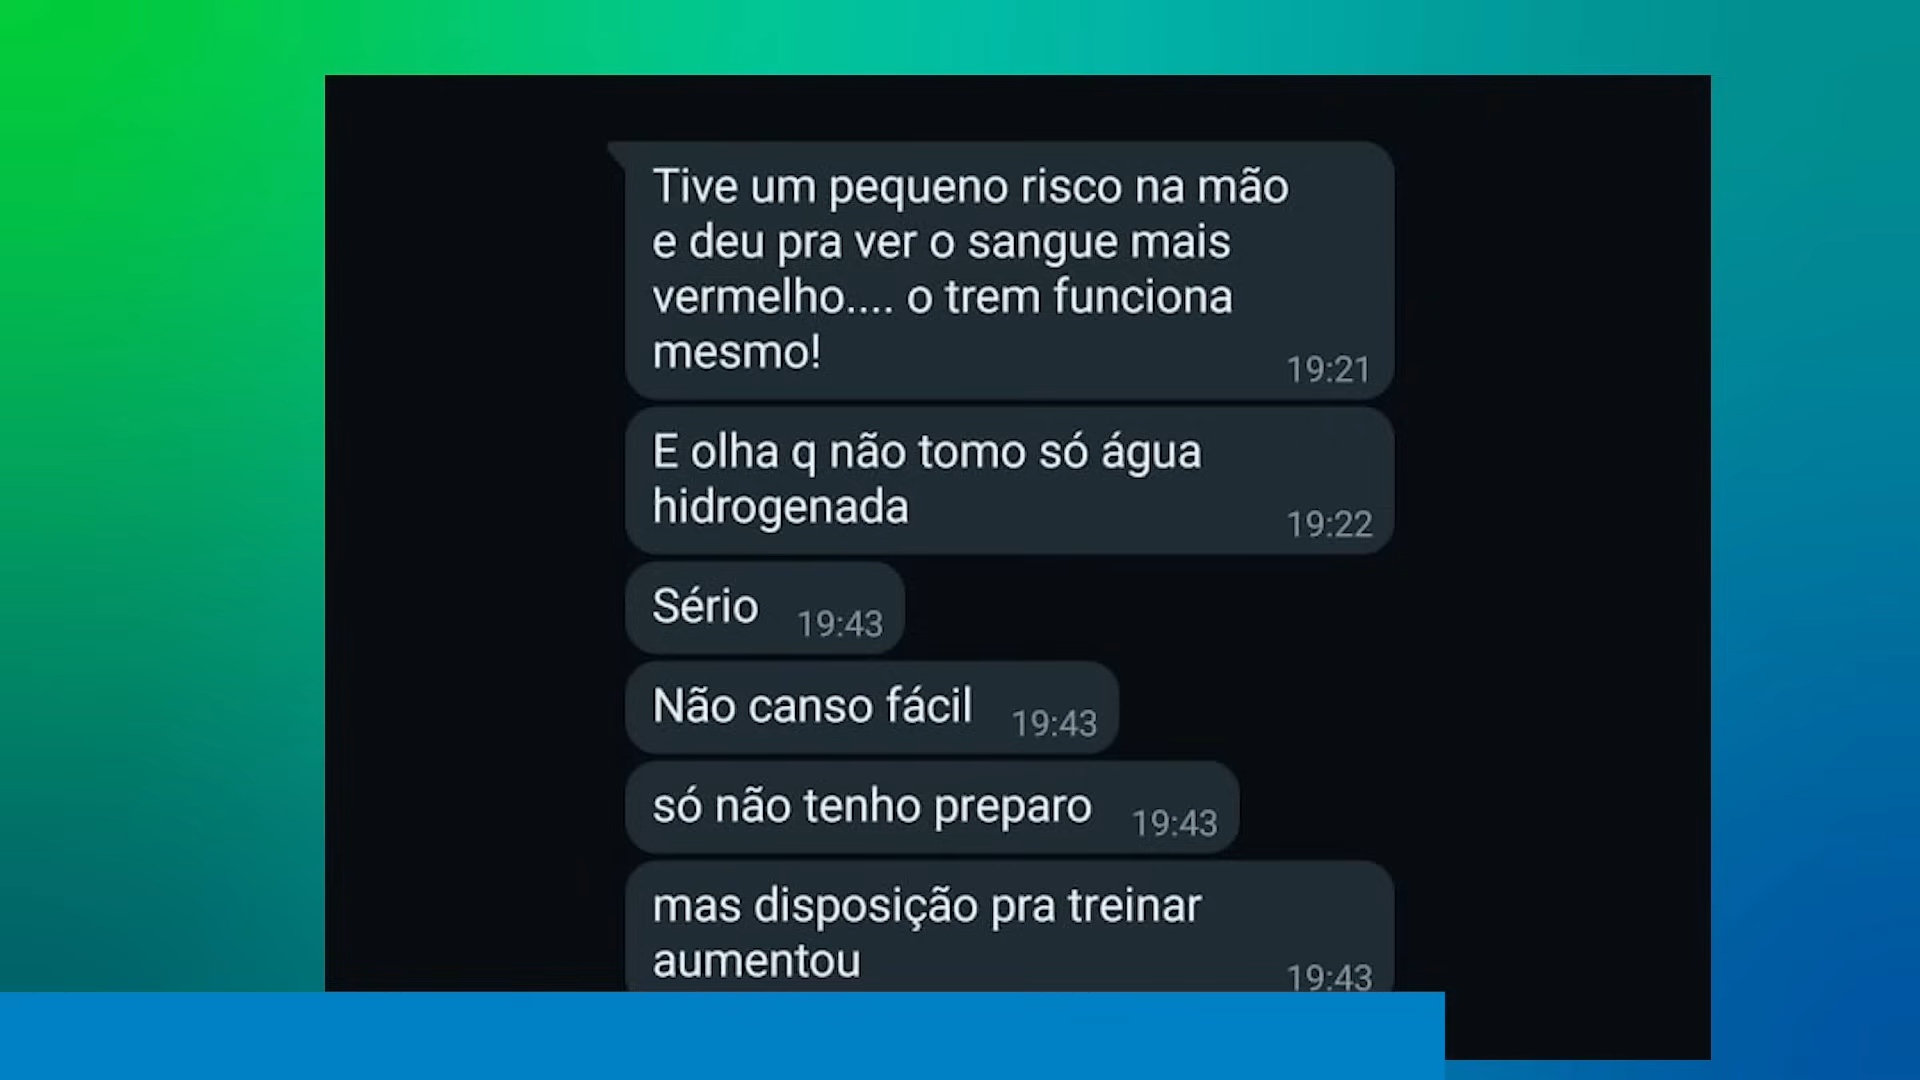 Tive um pequeno risco na mão
e deu pra ver o sangue mais
vermelho.... o trem funciona
mesmo!
19:21
E olha q não tomo só água
hidrogenada
19:22
Sério 19:43
Não canso fácil 19:43
só não tenho preparo 19:43
mas disposição pra treinar
aumentou
19:43